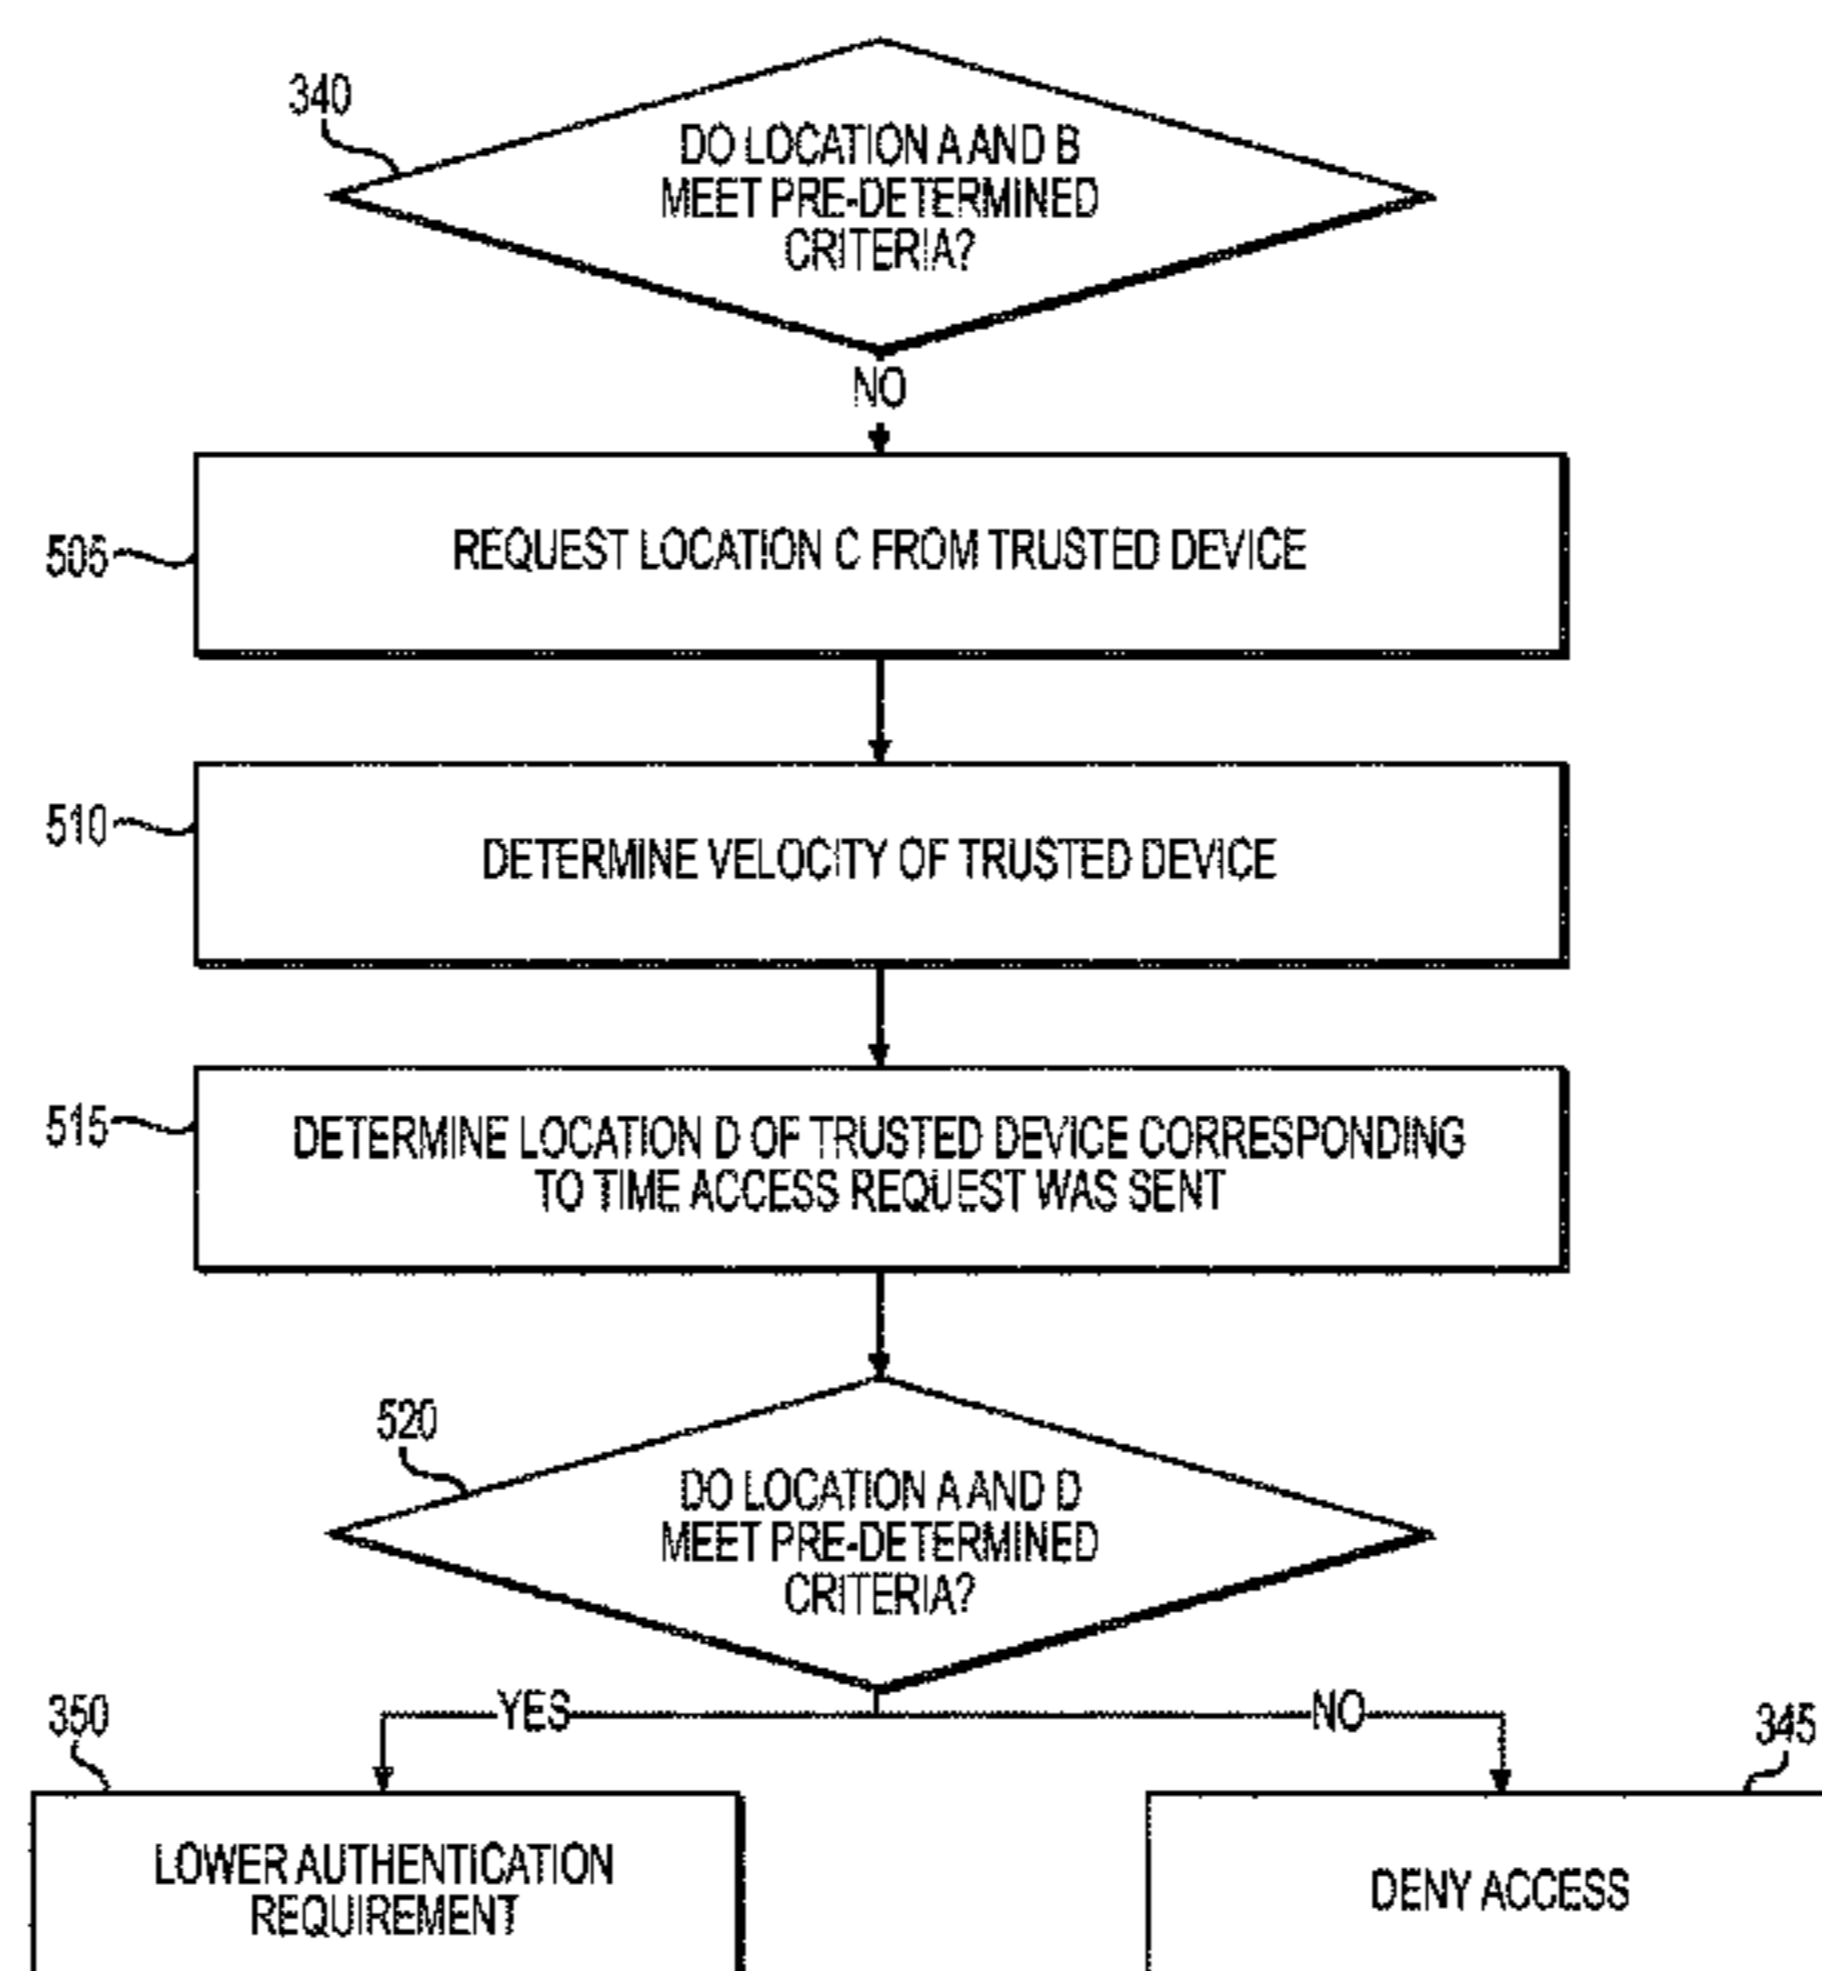 340
DO LOCATION A AND B
MEET PRE-DETERMINED
CRITERIA?
NO
505
REQUEST LOCATION C FROM TRUSTED DEVICE
510
DETERMINE VELOCITY OF TRUSTED DEVICE
515
DETERMINE LOCATION D OF TRUSTED DEVICE CORRESPONDING
TO TIME ACCESS REQUEST WAS SENT
520
DO LOCATION A AND D
MEET PRE-DETERMINED
CRITERIA?
YES
NO
350
345
LOWER AUTHENTICATION
REQUIREMENT
DENY ACCESS